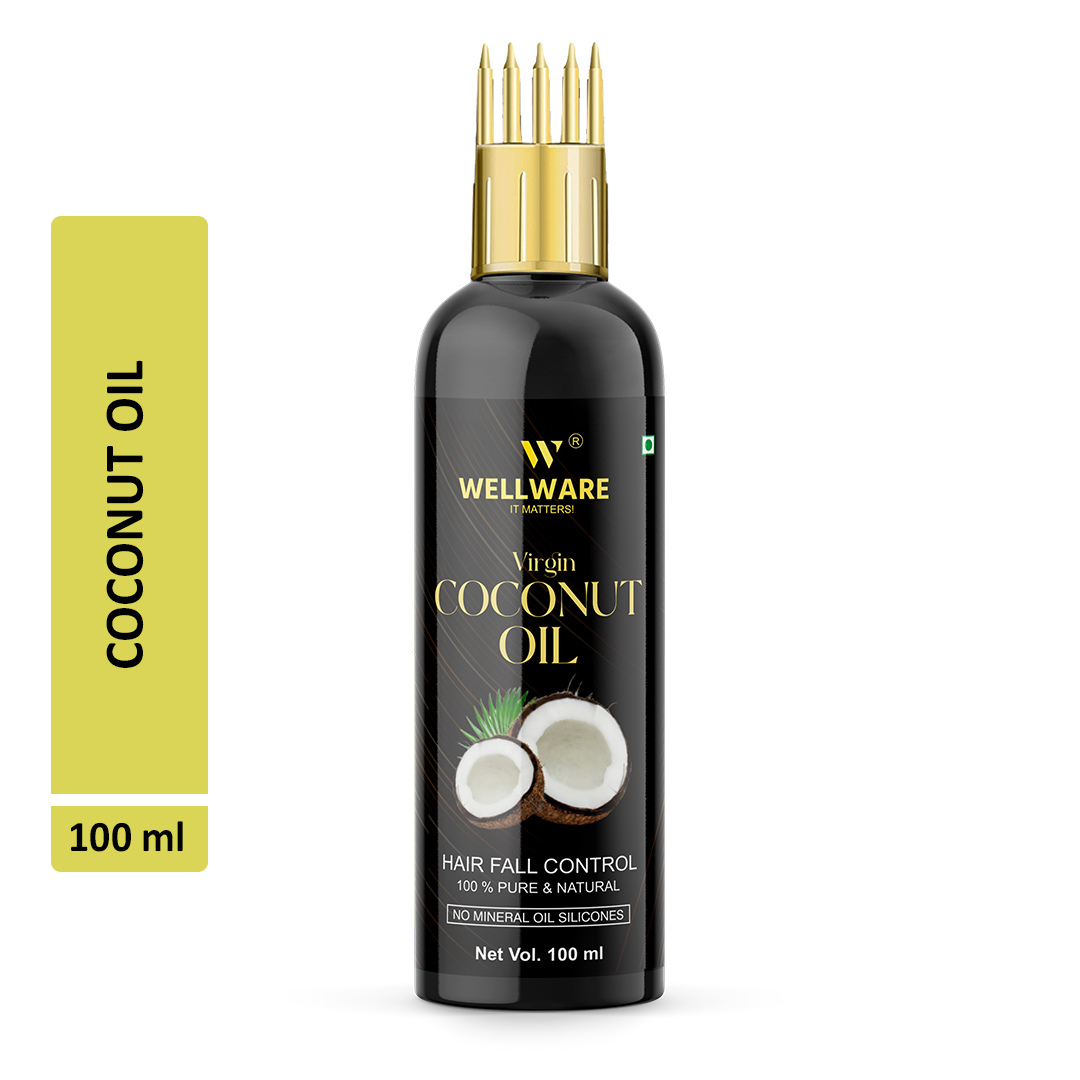 COCONUT OIL
100 ml
W ®
WELLWARE
IT MATTERS!
Virgin
COCONUT
OIL
HAIR FALL CONTROL
100 % PURE & NATURAL
NO MINERAL OIL SILICONES
Net Vol. 100 ml